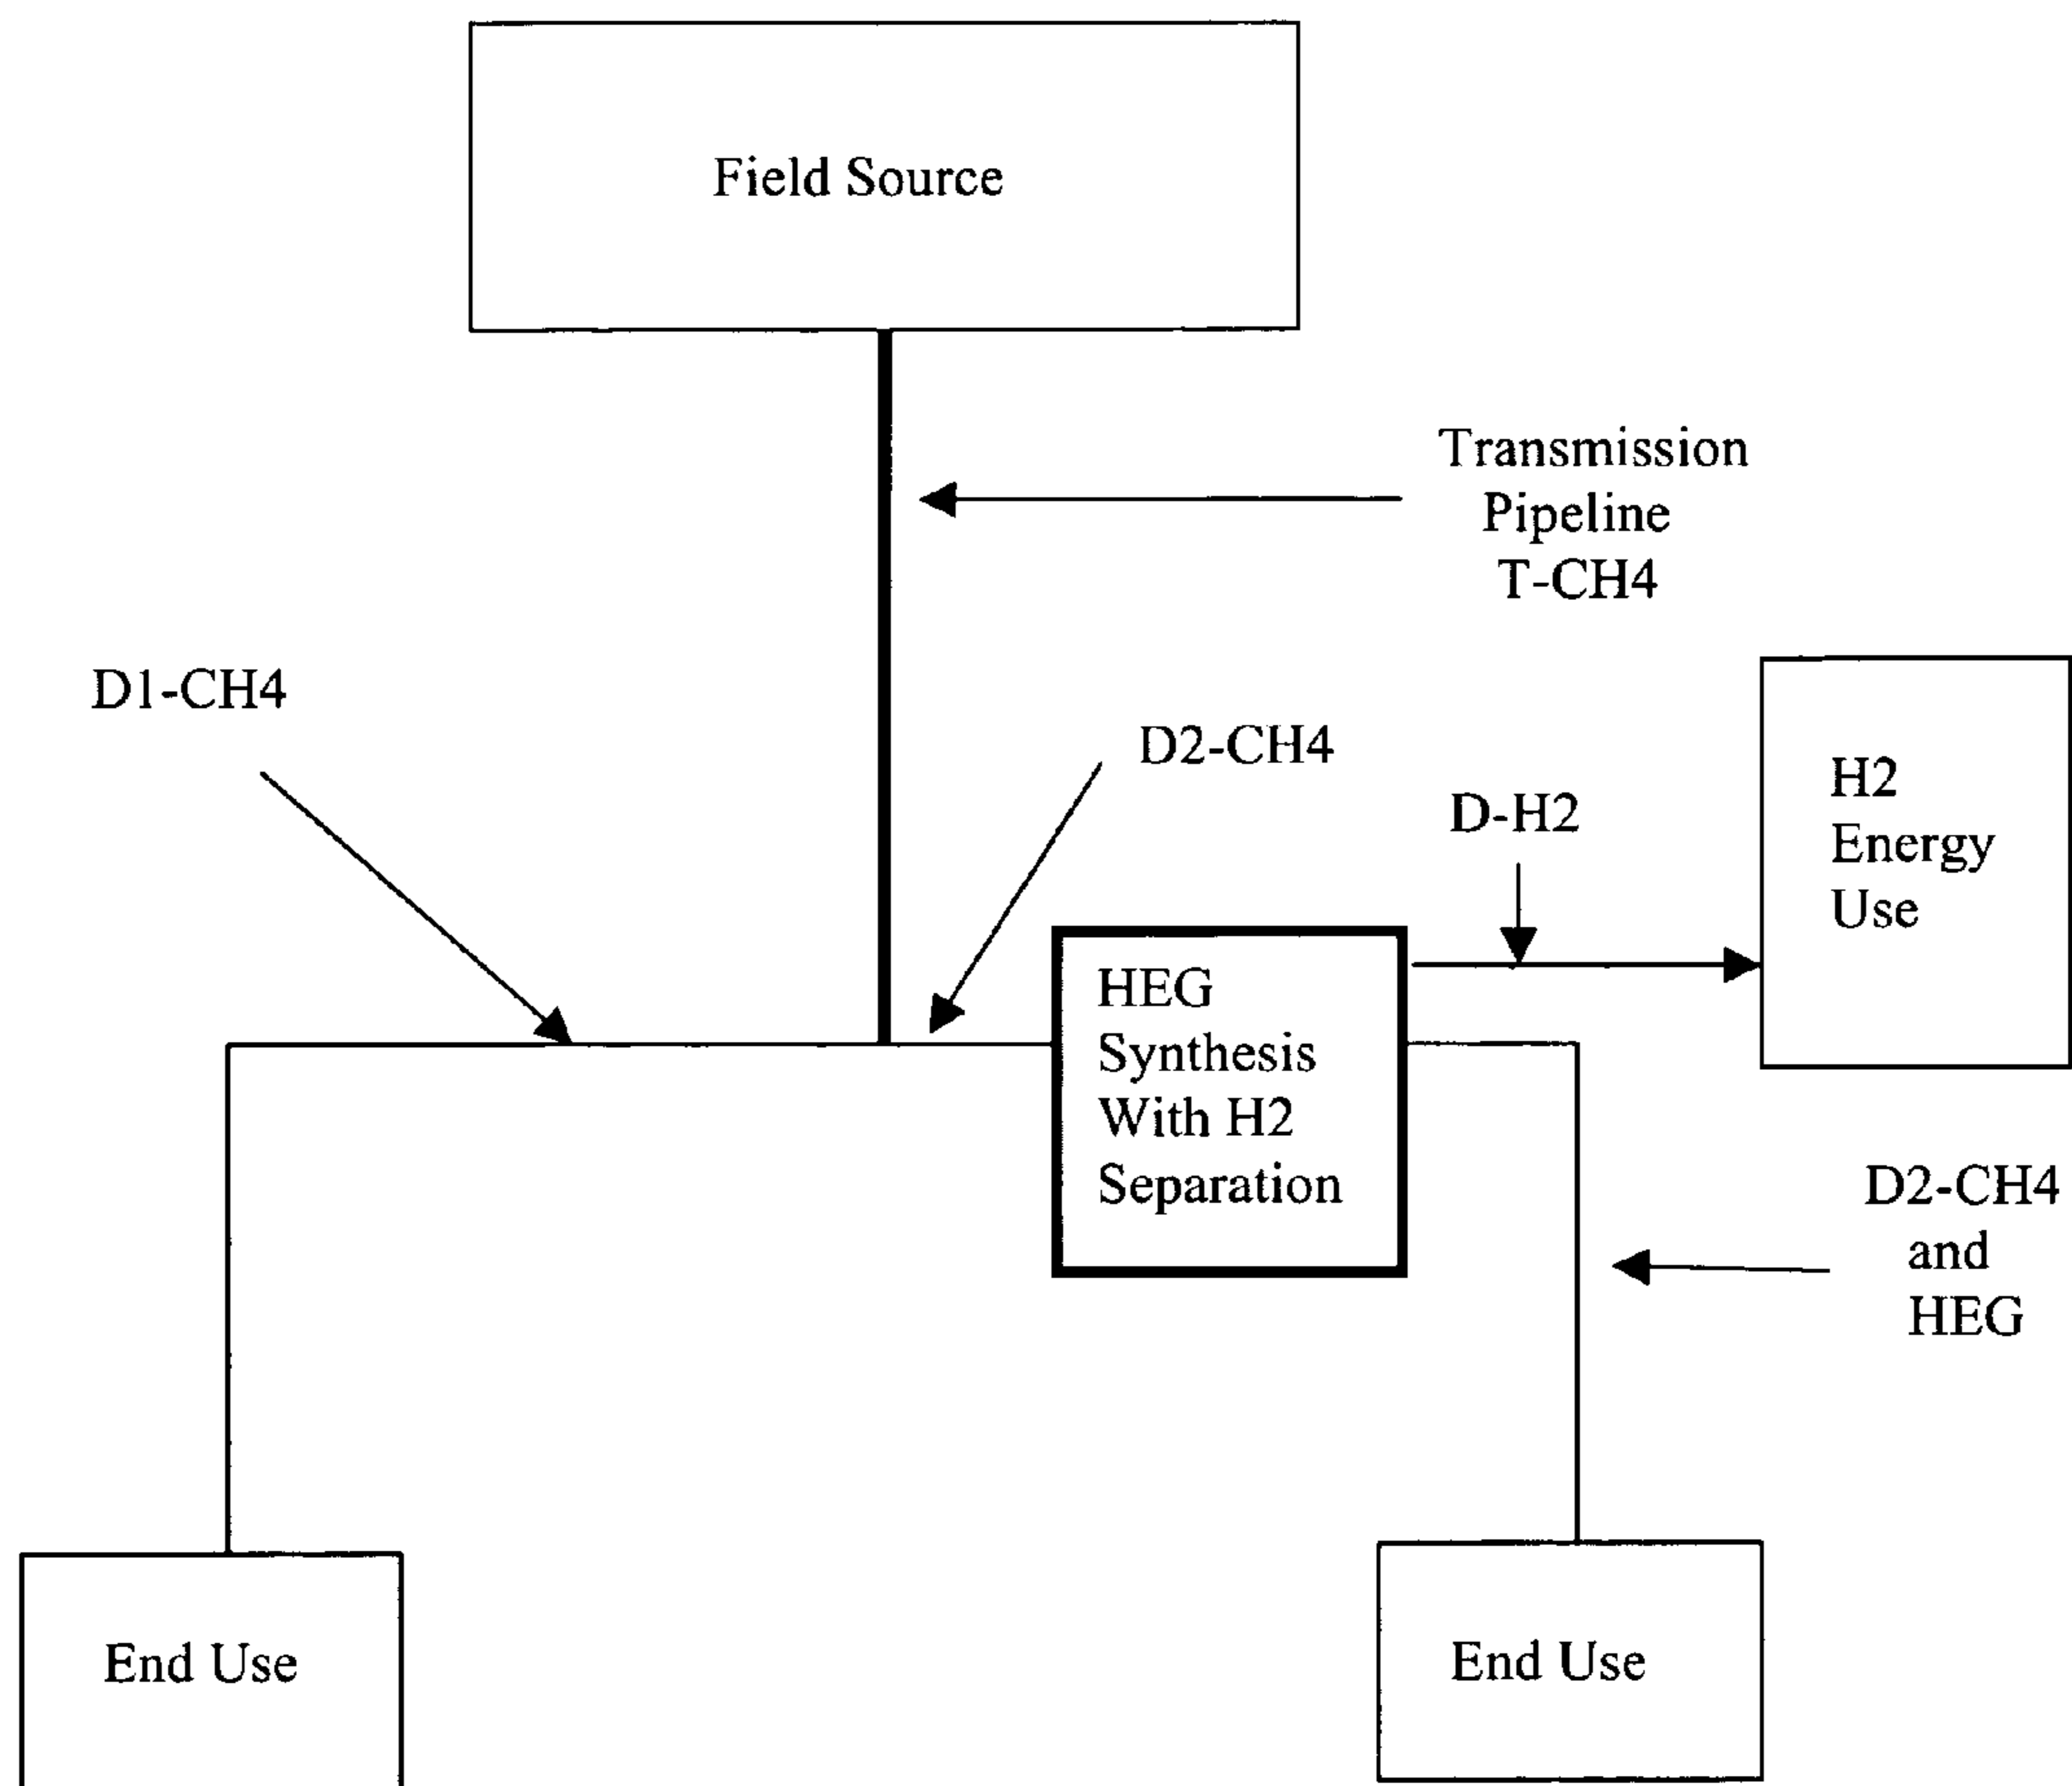 Field Source
Transmission
Pipeline
T-CH4
D1-CH4
D2-CH4
D-H2
H2
Energy
Use
HEG
Synthesis
With H2
Separation
D2-CH4
and
HEG
End Use
End Use